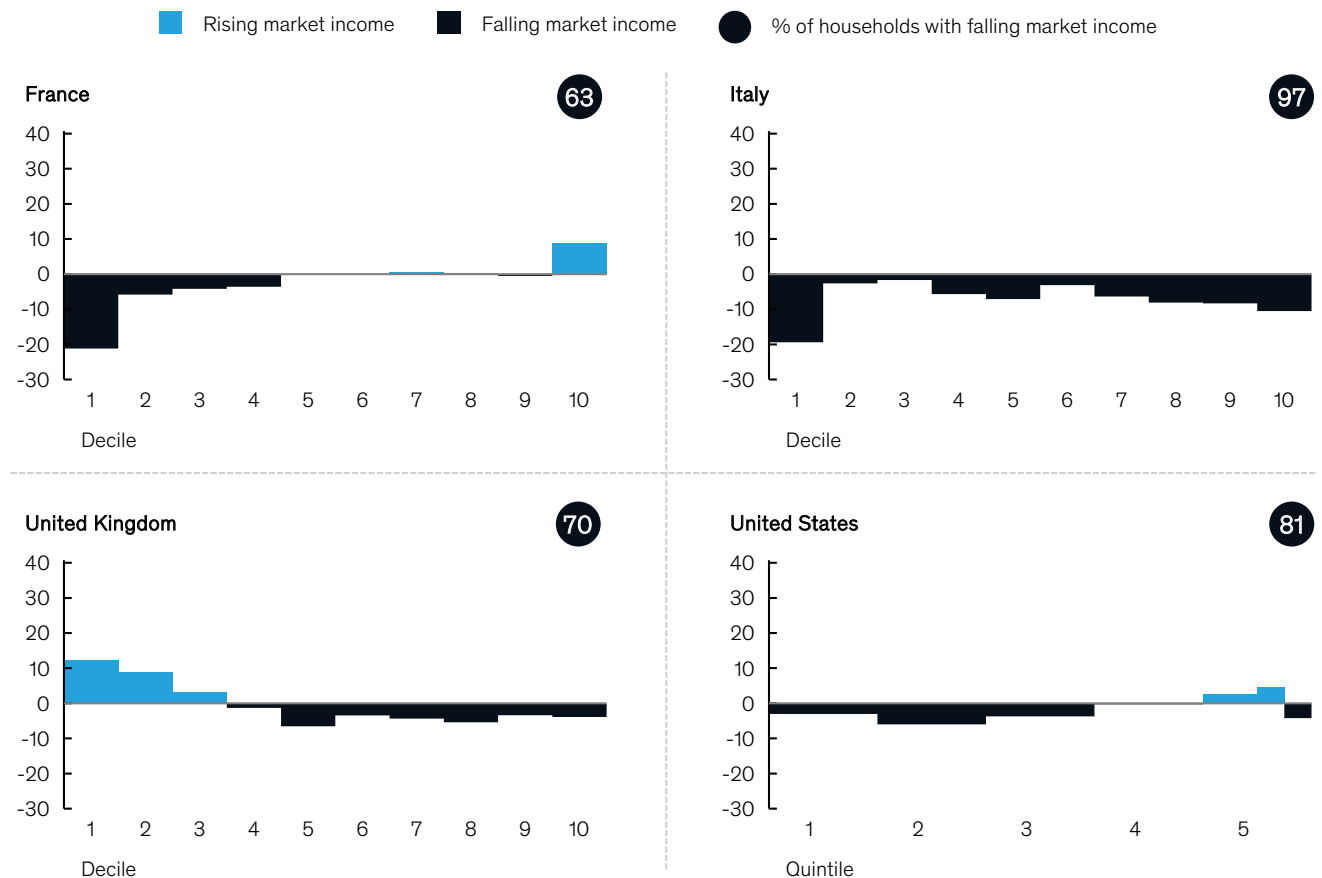 Rising market income Falling market income % of households with falling market income
France 63
40
30
20
10
0
-10
-20
-30
1 2 3 4 5 6 7 8 9 10
Decile
Italy 97
40
30
20
10
0
-10
-20
-30
1 2 3 4 5 6 7 8 9 10
Decile
United Kingdom 70
40
30
20
10
0
-10
-20
-30
1 2 3 4 5 6 7 8 9 10
Decile
United States 81
40
30
20
10
0
-10
-20
-30
1 2 3 4 5
Quintile